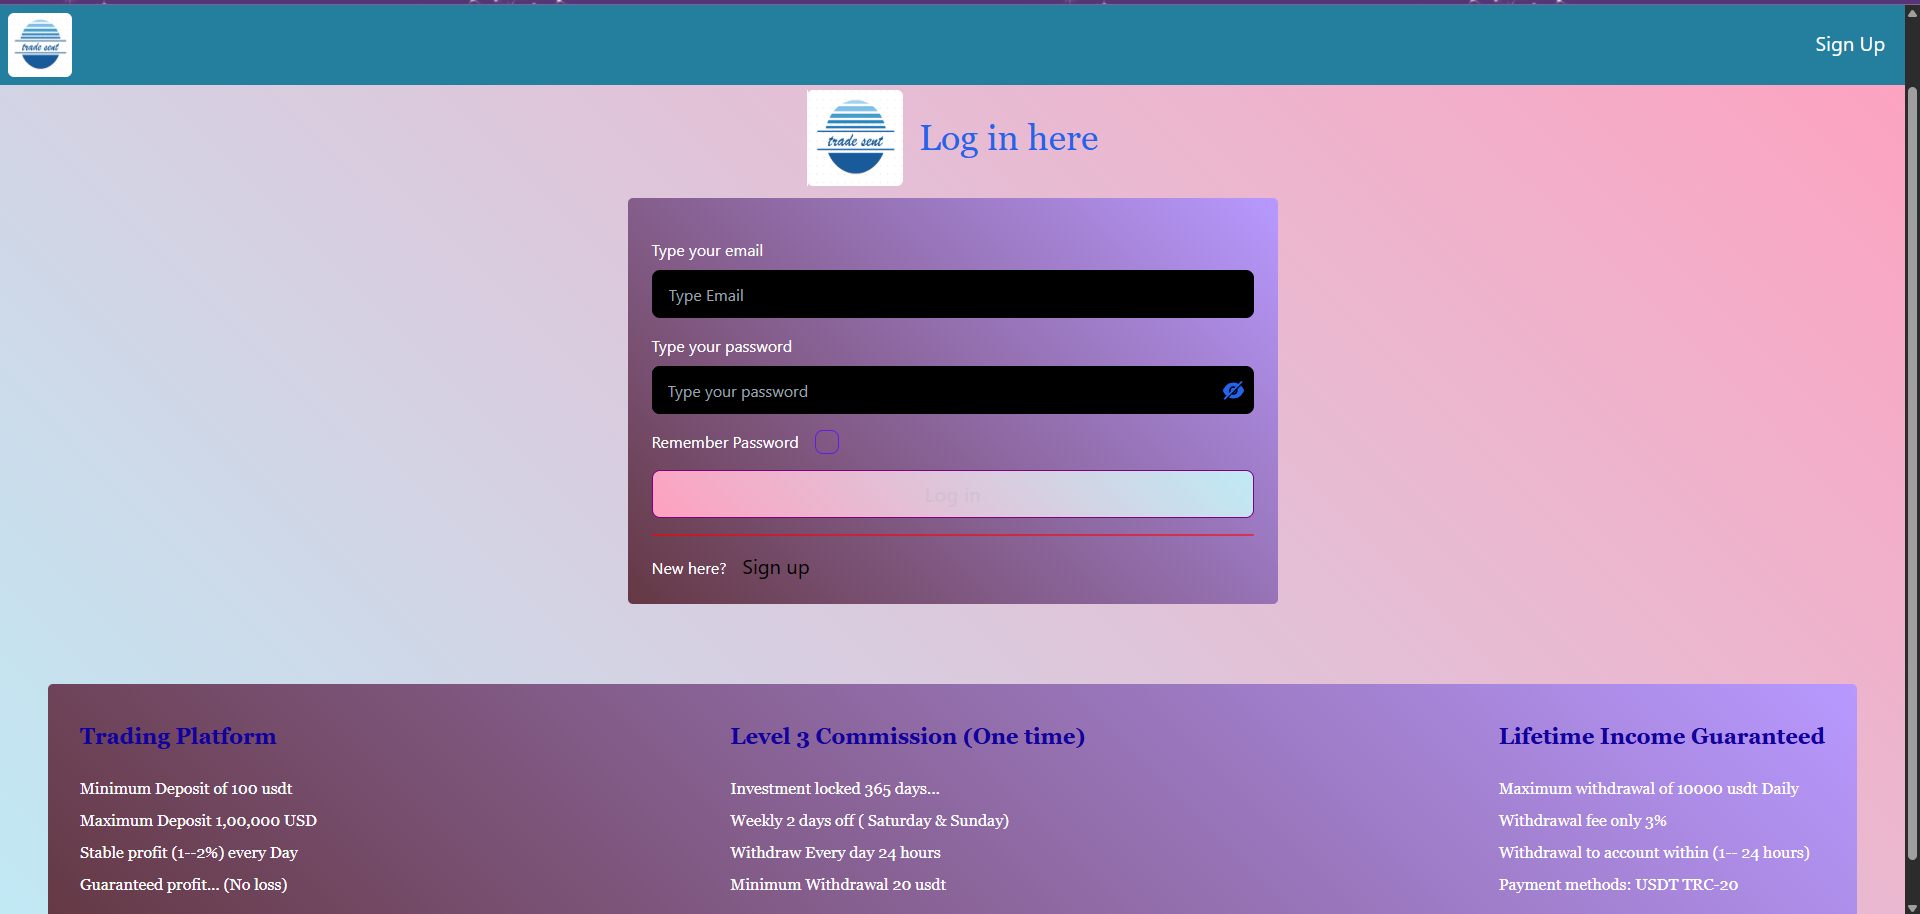 trade sent
Sign Up
trade sent
Log in here
Type your email
Type Email
Type your password
Type your password
Remember Password
Log in
New here? Sign up
Trading Platform
Minimum Deposit of 100 usdt
Maximum Deposit 1,00,000 USD
Stable profit (1--2%) every Day
Guaranteed profit... (No loss)
Level 3 Commission (One time)
Investment locked 365 days...
Weekly 2 days off ( Saturday & Sunday)
Withdraw Every day 24 hours
Minimum Withdrawal 20 usdt
Lifetime Income Guaranteed
Maximum withdrawal of 10000 usdt Daily
Withdrawal fee only 3%
Withdrawal to account within (1-- 24 hours)
Payment methods: USDT TRC-20